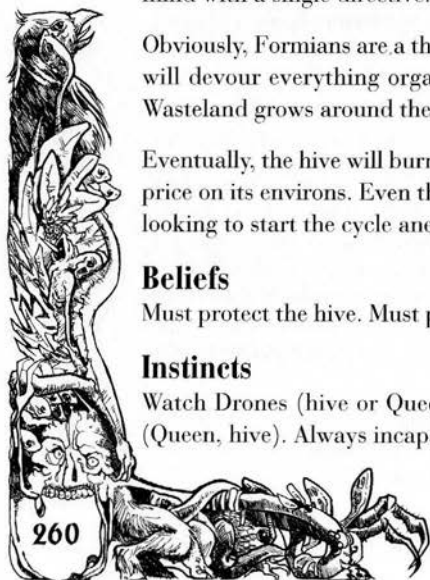 mind with a single directive.
Obviously, Formians are a th
will devour everything orga
Wasteland grows around the
Eventually, the hive will burn
price on its environs. Even th
looking to start the cycle ane
Beliefs
Must protect the hive. Must p
Instincts
Watch Drones (hive or Quee
(Queen, hive). Always incap
260